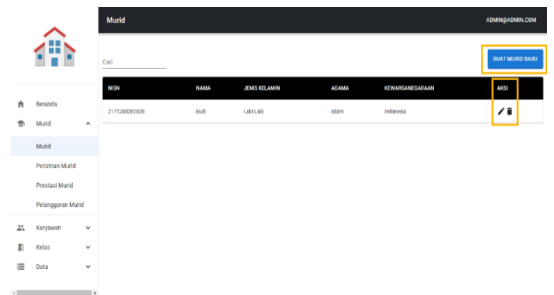 Murid
ADMIN@ADMIN.COM
Cari
BUAT MURID BARU
NISN NAMA JENIS KELAMIN AGAMA KEWARGANEGARAAN AKSI
Budi Laki-Laki Islam Indonesia
Beranda
Murid
Murid
Perizinan Murid
Prestasi Murid
Pelanggaran Murid
Karyawan
Kelas
Data